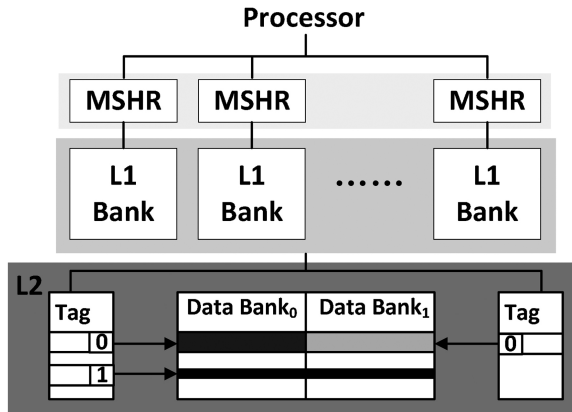 Processor
MSHR MSHR MSHR
L1 Bank L1 Bank ...... L1 Bank
L2
Tag Data Bank0 Data Bank1 Tag
0 0
1